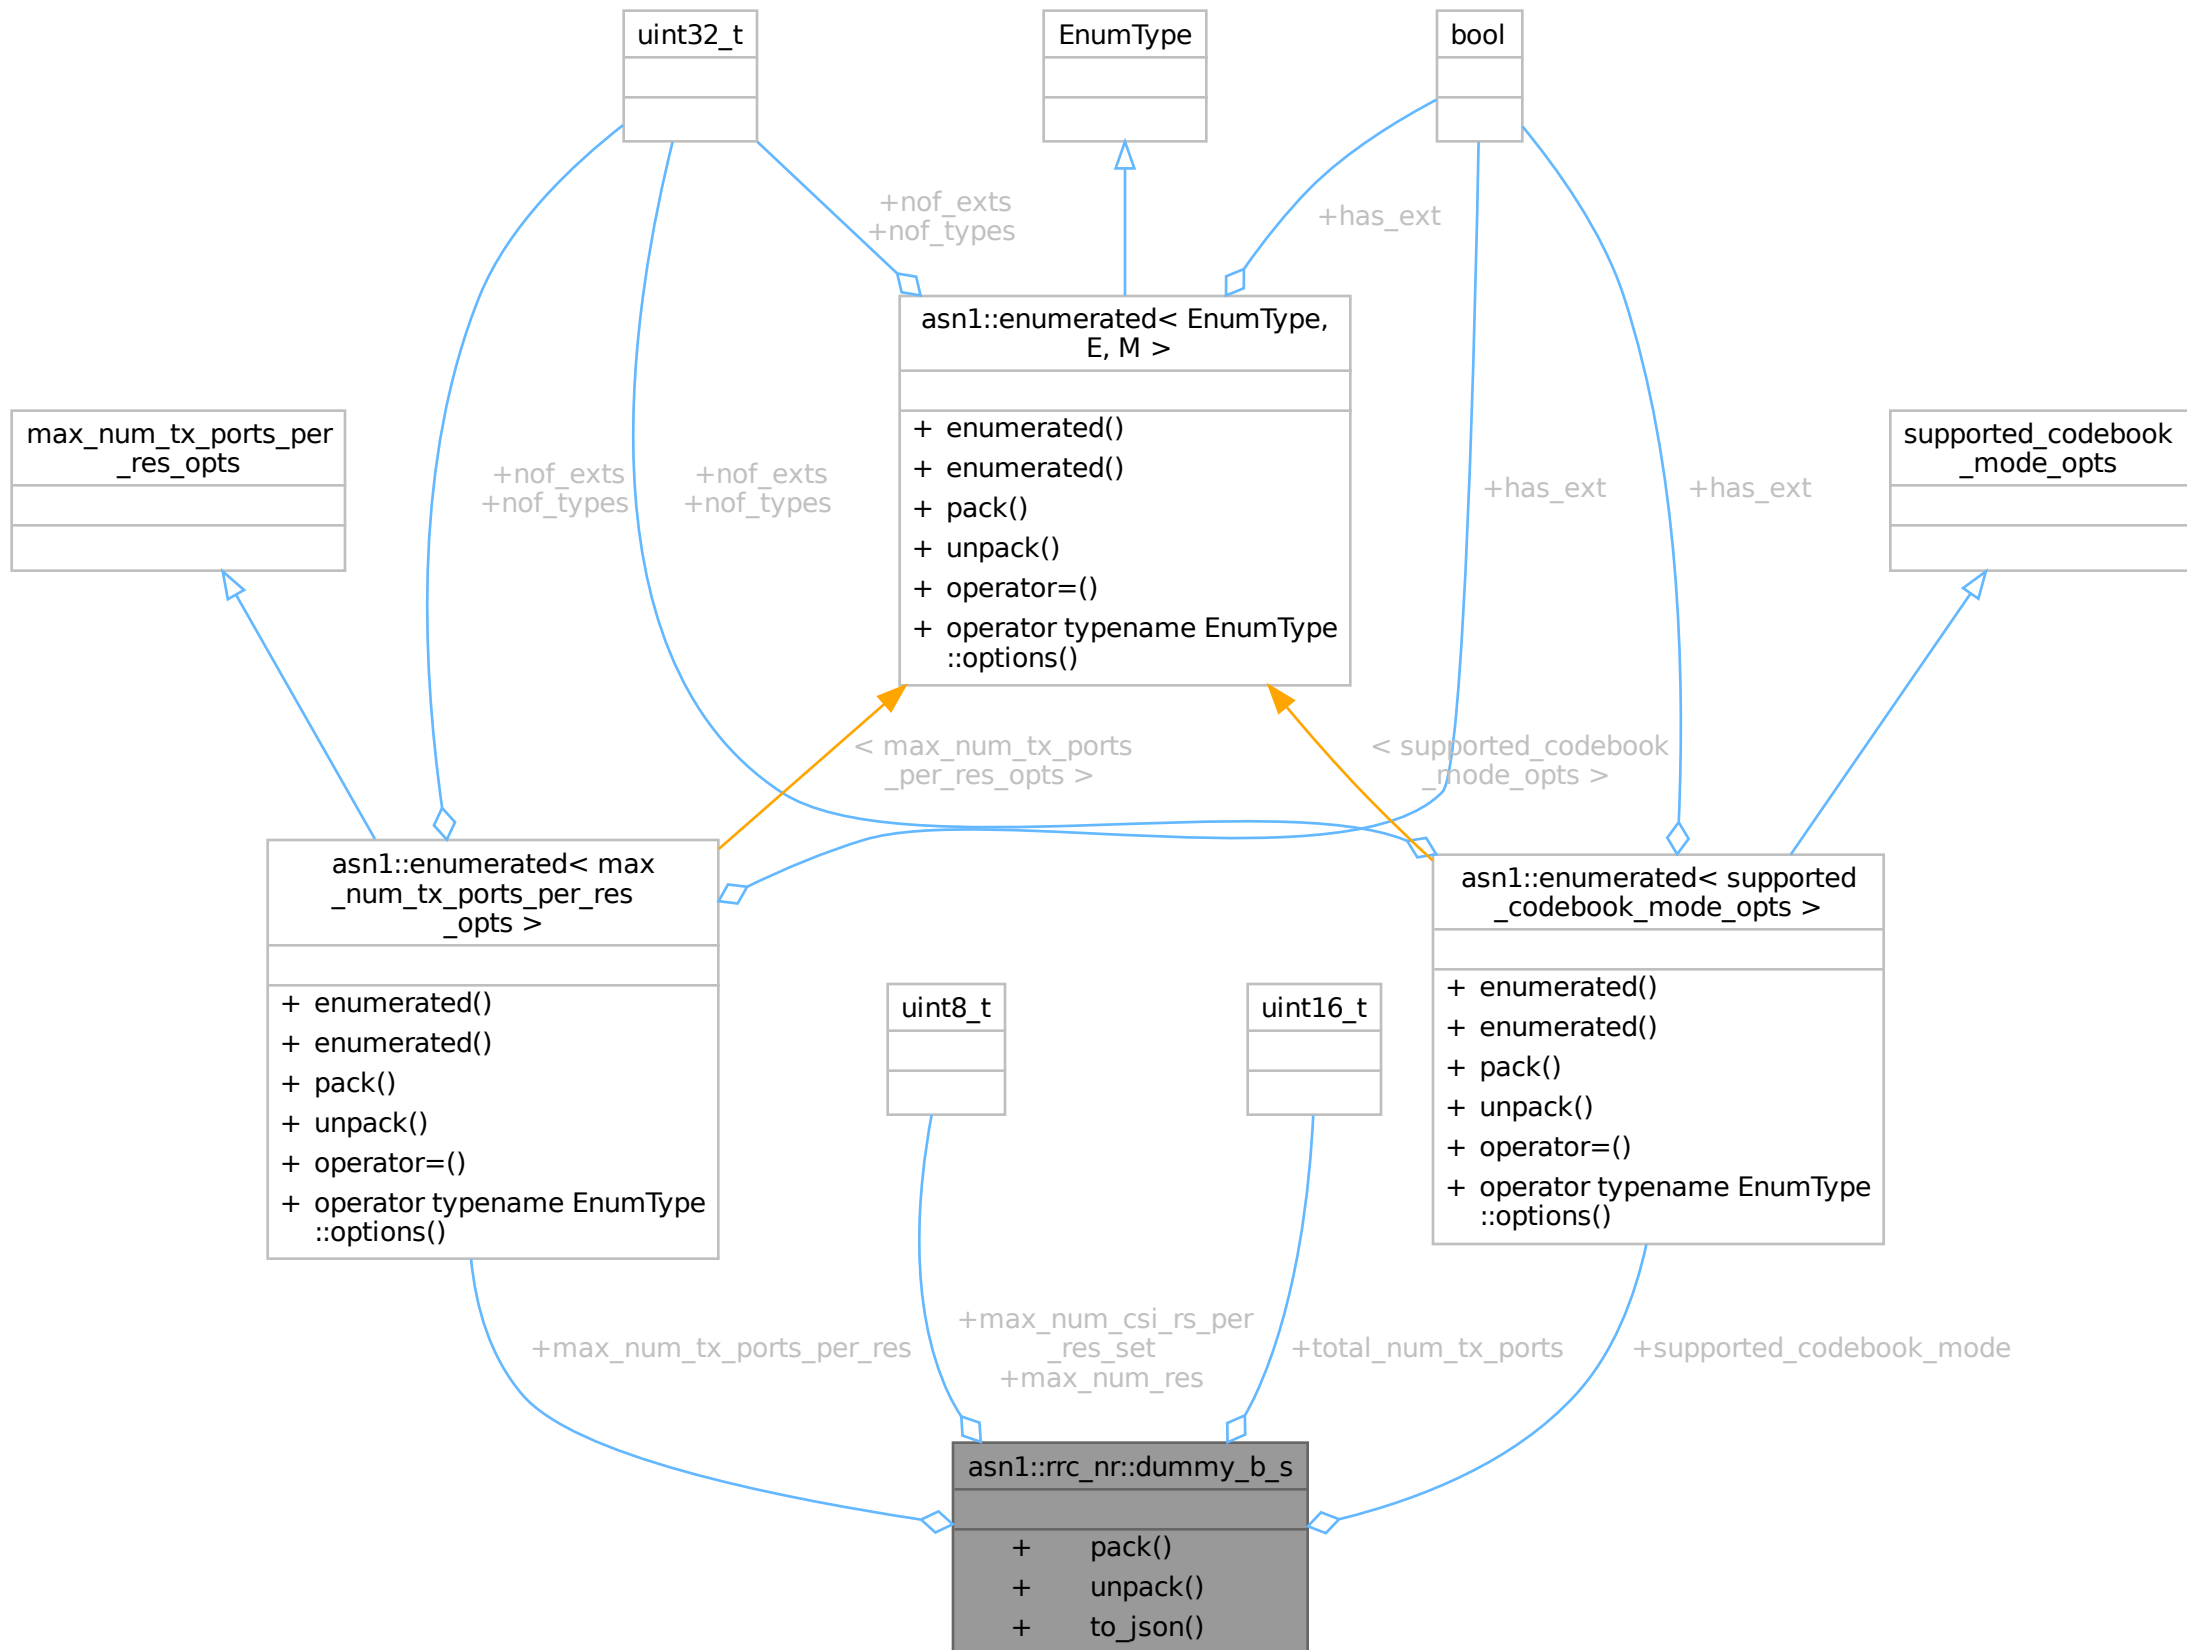 uint32_t
EnumType
bool
+nof_exts
+nof_types
+has_ext
asn1::enumerated< EnumType,
E, M >
+ enumerated()
+ enumerated()
+ pack()
+ unpack()
+ operator=()
+ operator typename EnumType
::options()
max_num_tx_ports_per
_res_opts
+nof_exts
+nof_types
+nof_exts
+nof_types
+has_ext
+has_ext
supported_codebook
_mode_opts
< max_num_tx_ports
_per_res_opts >
< supported_codebook
_mode_opts >
asn1::enumerated< max
_num_tx_ports_per_res
_opts >
+ enumerated()
+ enumerated()
+ pack()
+ unpack()
+ operator=()
+ operator typename EnumType
::options()
uint8_t
uint16_t
asn1::enumerated< supported
_codebook_mode_opts >
+ enumerated()
+ enumerated()
+ pack()
+ unpack()
+ operator=()
+ operator typename EnumType
::options()
+max_num_tx_ports_per_res
+max_num_csi_rs_per
_res_set
+max_num_res
+total_num_tx_ports
+supported_codebook_mode
asn1::rrc_nr::dummy_b_s
+ pack()
+ unpack()
+ to_json()